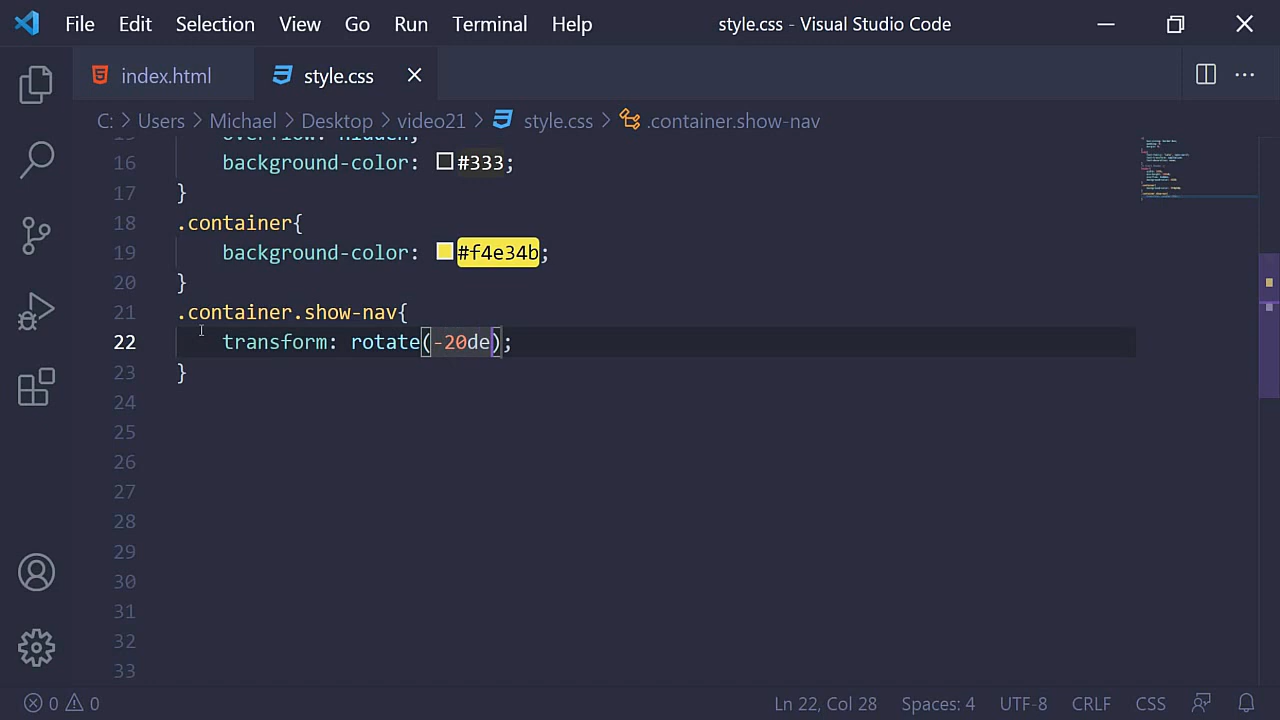 File Edit Selection View Go Run Terminal Help style.css - Visual Studio Code
index.html style.css
C: > Users > Michael > Desktop > video21 > style.css > .container.show-nav
overflow: hidden;
16 background-color: #333;
17 }
18 .container{
19 background-color: #f4e34b;
20 }
21 .container.show-nav{
22 transform: rotate(-20de);
23 }
24
25
26
27
28
29
30
31
32
33
0 0 Ln 22, Col 28 Spaces: 4 UTF-8 CRLF CSS